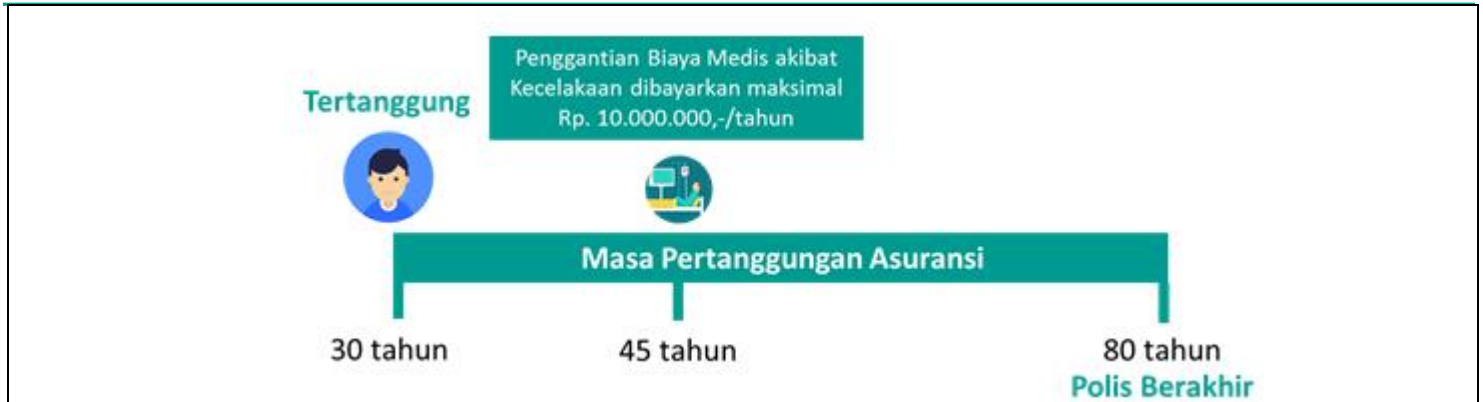 Penggantian Biaya Medis akibat
Kecelakaan dibayarkan maksimal
Rp. 10.000.000,-/tahun
Tertanggung
Masa Pertanggungan Asuransi
30 tahun
45 tahun
80 tahun
Polis Berakhir